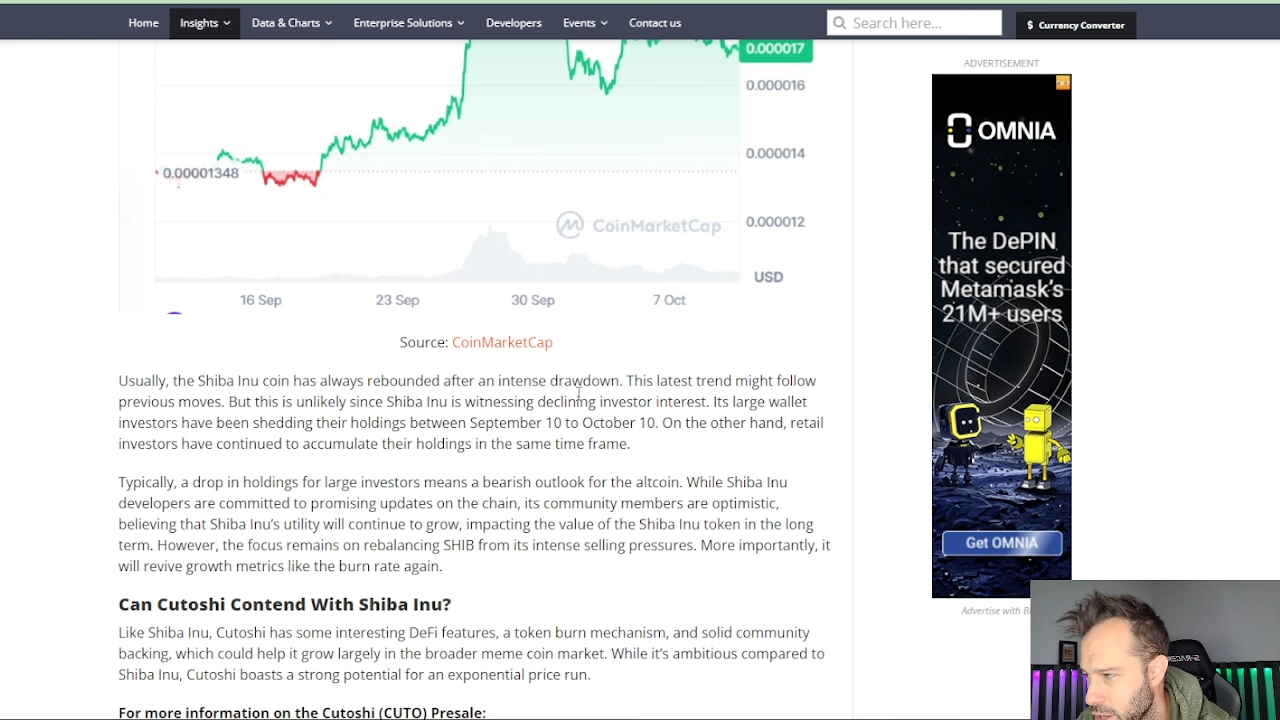 Home Insights Data & Charts Enterprise Solutions Developers Events Contact us Search here... $ Currency Converter
0.000017
0.000016
0.000014
0.00001348
0.000012
CoinMarketCap
USD
16 Sep 23 Sep 30 Sep 7 Oct
Source: CoinMarketCap
Usually, the Shiba Inu coin has always rebounded after an intense drawdown. This latest trend might follow
previous moves. But this is unlikely since Shiba Inu is witnessing declining investor interest. Its large wallet
investors have been shedding their holdings between September 10 to October 10. On the other hand, retail
investors have continued to accumulate their holdings in the same time frame.
Typically, a drop in holdings for large investors means a bearish outlook for the altcoin. While Shiba Inu
developers are committed to promising updates on the chain, its community members are optimistic,
believing that Shiba Inu's utility will continue to grow, impacting the value of the Shiba Inu token in the long
term. However, the focus remains on rebalancing SHIB from its intense selling pressures. More importantly, it
will revive growth metrics like the burn rate again.
Can Cutoshi Contend With Shiba Inu?
Like Shiba Inu, Cutoshi has some interesting DeFi features, a token burn mechanism, and solid community
backing, which could help it grow largely in the broader meme coin market. While it's ambitious compared to
Shiba Inu, Cutoshi boasts a strong potential for an exponential price run.
For more information on the Cutoshi (CUTO) Presale:
ADVERTISEMENT
OMNIA
The DePIN
that secured
Metamask's
21M+ users
Get OMNIA
Advertise with